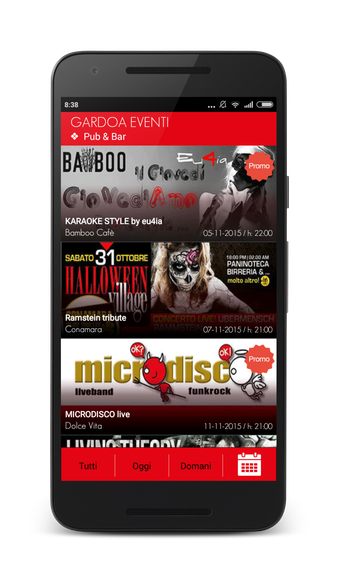 8:38
GARDOA EVENTI
Pub & Bar
BAMBOO
il Giovedì
Eu4ia
GiovediAmo
Promo
KARAOKE STYLE by eu4ia
Bamboo Cafè
05-11-2015 / h: 22:00
SABATO 31 OTTOBRE
HALLOWEEN
village
10:00 PM | 02:00 AM
PANINOTECA
BIRRERIA & ...
molto altro!
CONCERTO LIVE! ÜBERMENSCH
Ramstein tribute
Conamara
07-11-2015 / h: 21:00
OK?
OK!
microdisco
liveband
funkrock
Promo
MICRODISCO live
Dolce Vita
11-11-2015 / h: 21:00
LIVING THEORY
Tutti
Oggi
Domani